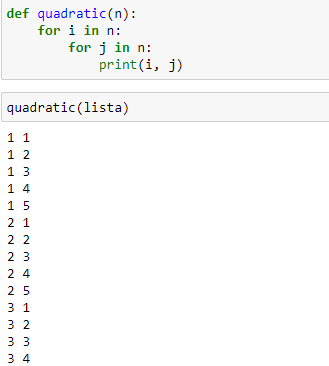 def quadratic(n):
    for i in n:
        for j in n:
            print(i, j)
quadratic(lista)
1 1
1 2
1 3
1 4
1 5
2 1
2 2
2 3
2 4
2 5
3 1
3 2
3 3
3 4